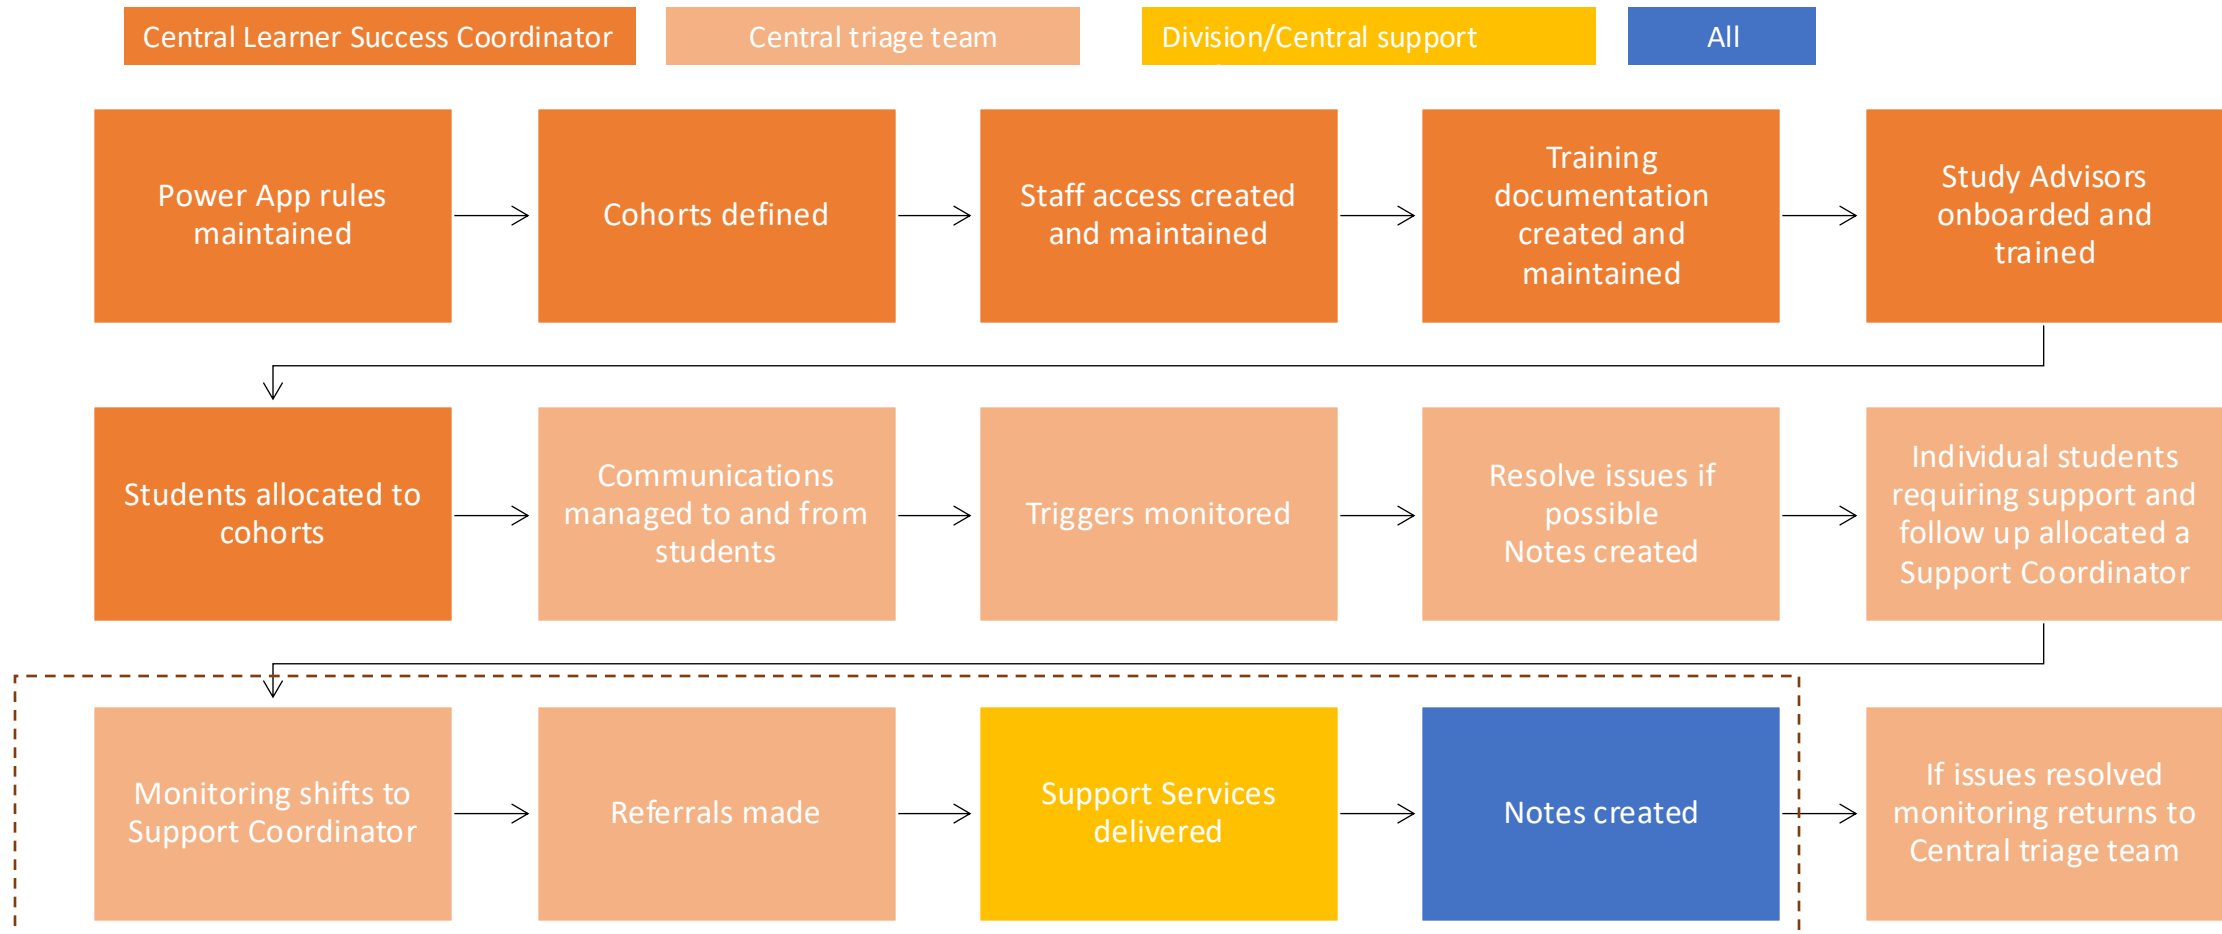 Central Learner Success Coordinator
Central triage team
Division/Central support
All
Power App rules
maintained
Cohorts defined
Staff access created
and maintained
Training
documentation
created and
maintained
Study Advisors
onboarded and
trained
Students allocated to
cohorts
Communications
managed to and from
students
Triggers monitored
Resolve issues if
possible
Notes created
Individual students
requiring support and
follow up allocated a
Support Coordinator
Monitoring shifts to
Support Coordinator
Referrals made
Support Services
delivered
Notes created
If issues resolved
monitoring returns to
Central triage team